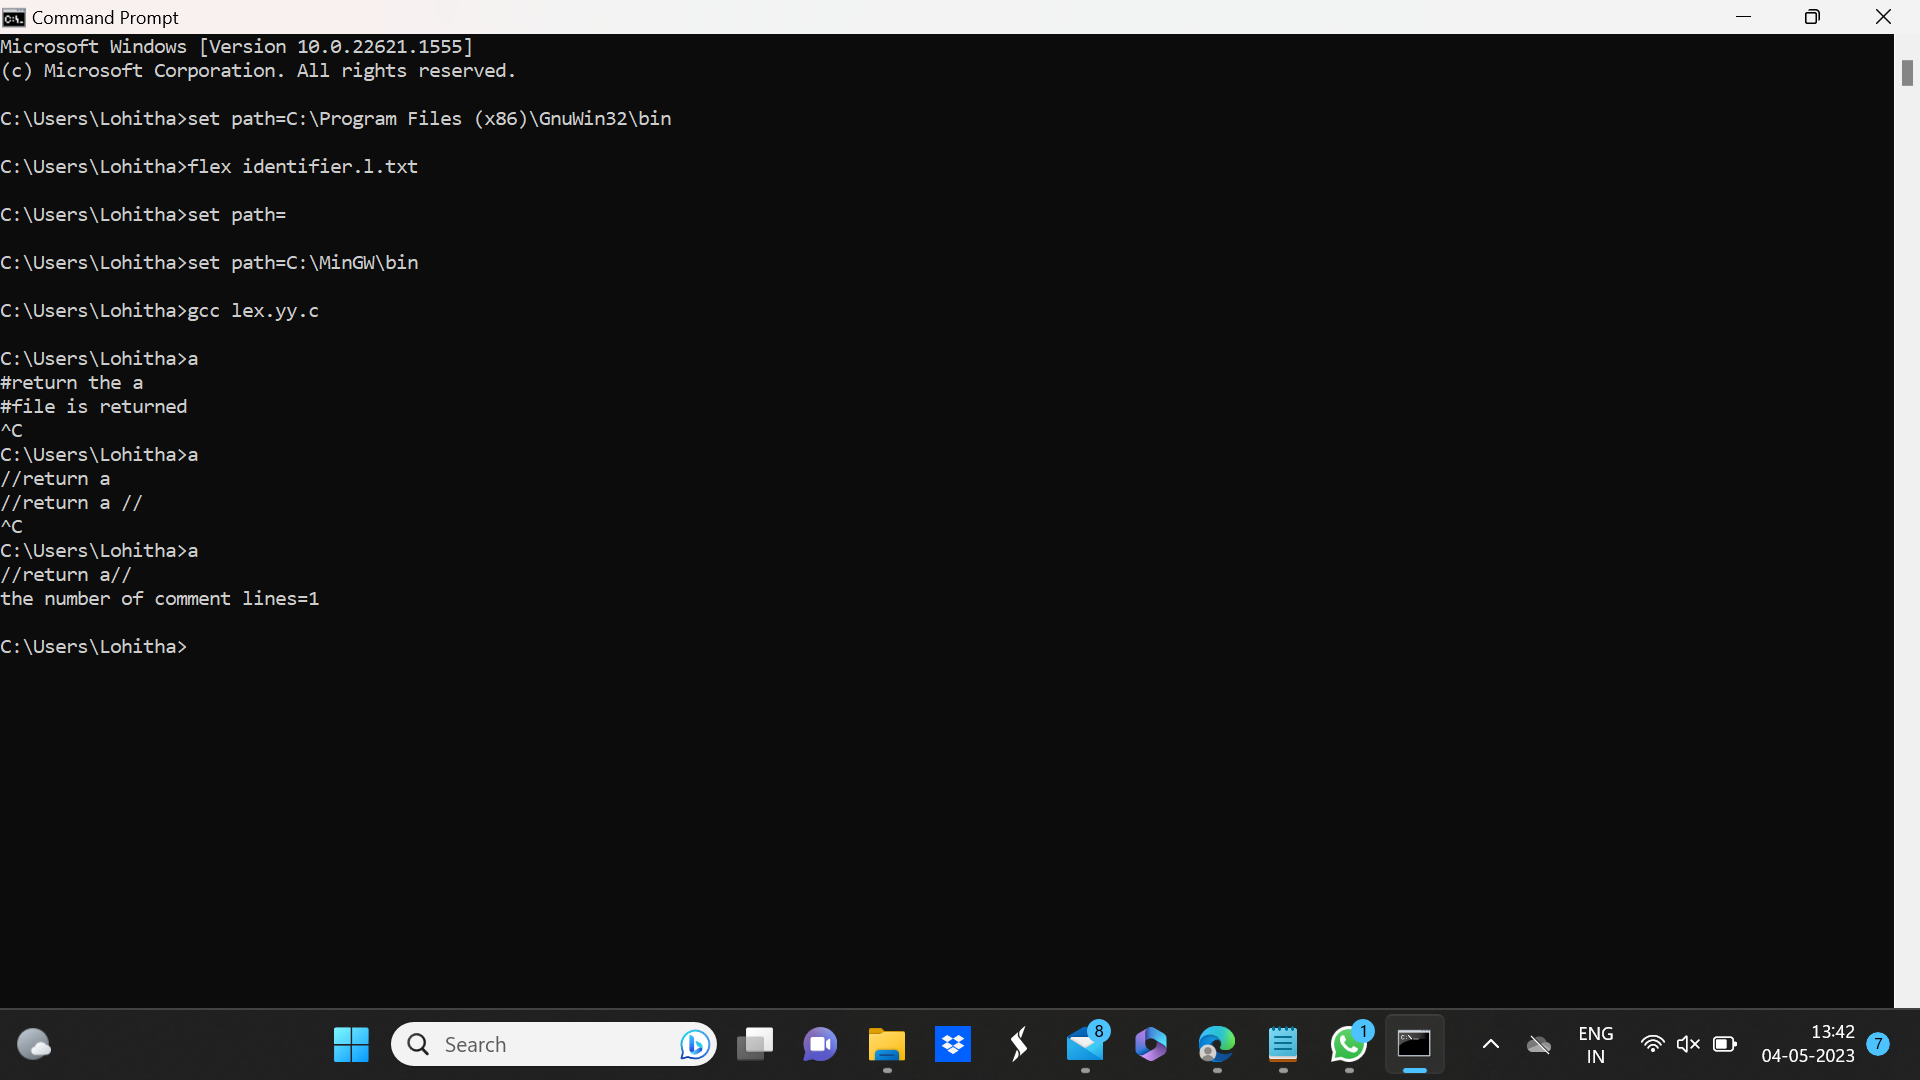 Command Prompt
Microsoft Windows [Version 10.0.22621.1555]
(c) Microsoft Corporation. All rights reserved.
C:\Users\Lohitha>set path=C:\Program Files (x86)\GnuWin32\bin
C:\Users\Lohitha>flex identifier.l.txt
C:\Users\Lohitha>set path=
C:\Users\Lohitha>set path=C:\MinGW\bin
C:\Users\Lohitha>gcc lex.yy.c
C:\Users\Lohitha>a
#return the a
#file is returned
^C
C:\Users\Lohitha>a
//return a
//return a //
^C
C:\Users\Lohitha>a
//return a//
the number of comment lines=1
C:\Users\Lohitha>
Search
8
1
ENG
IN
13:42
04-05-2023
7